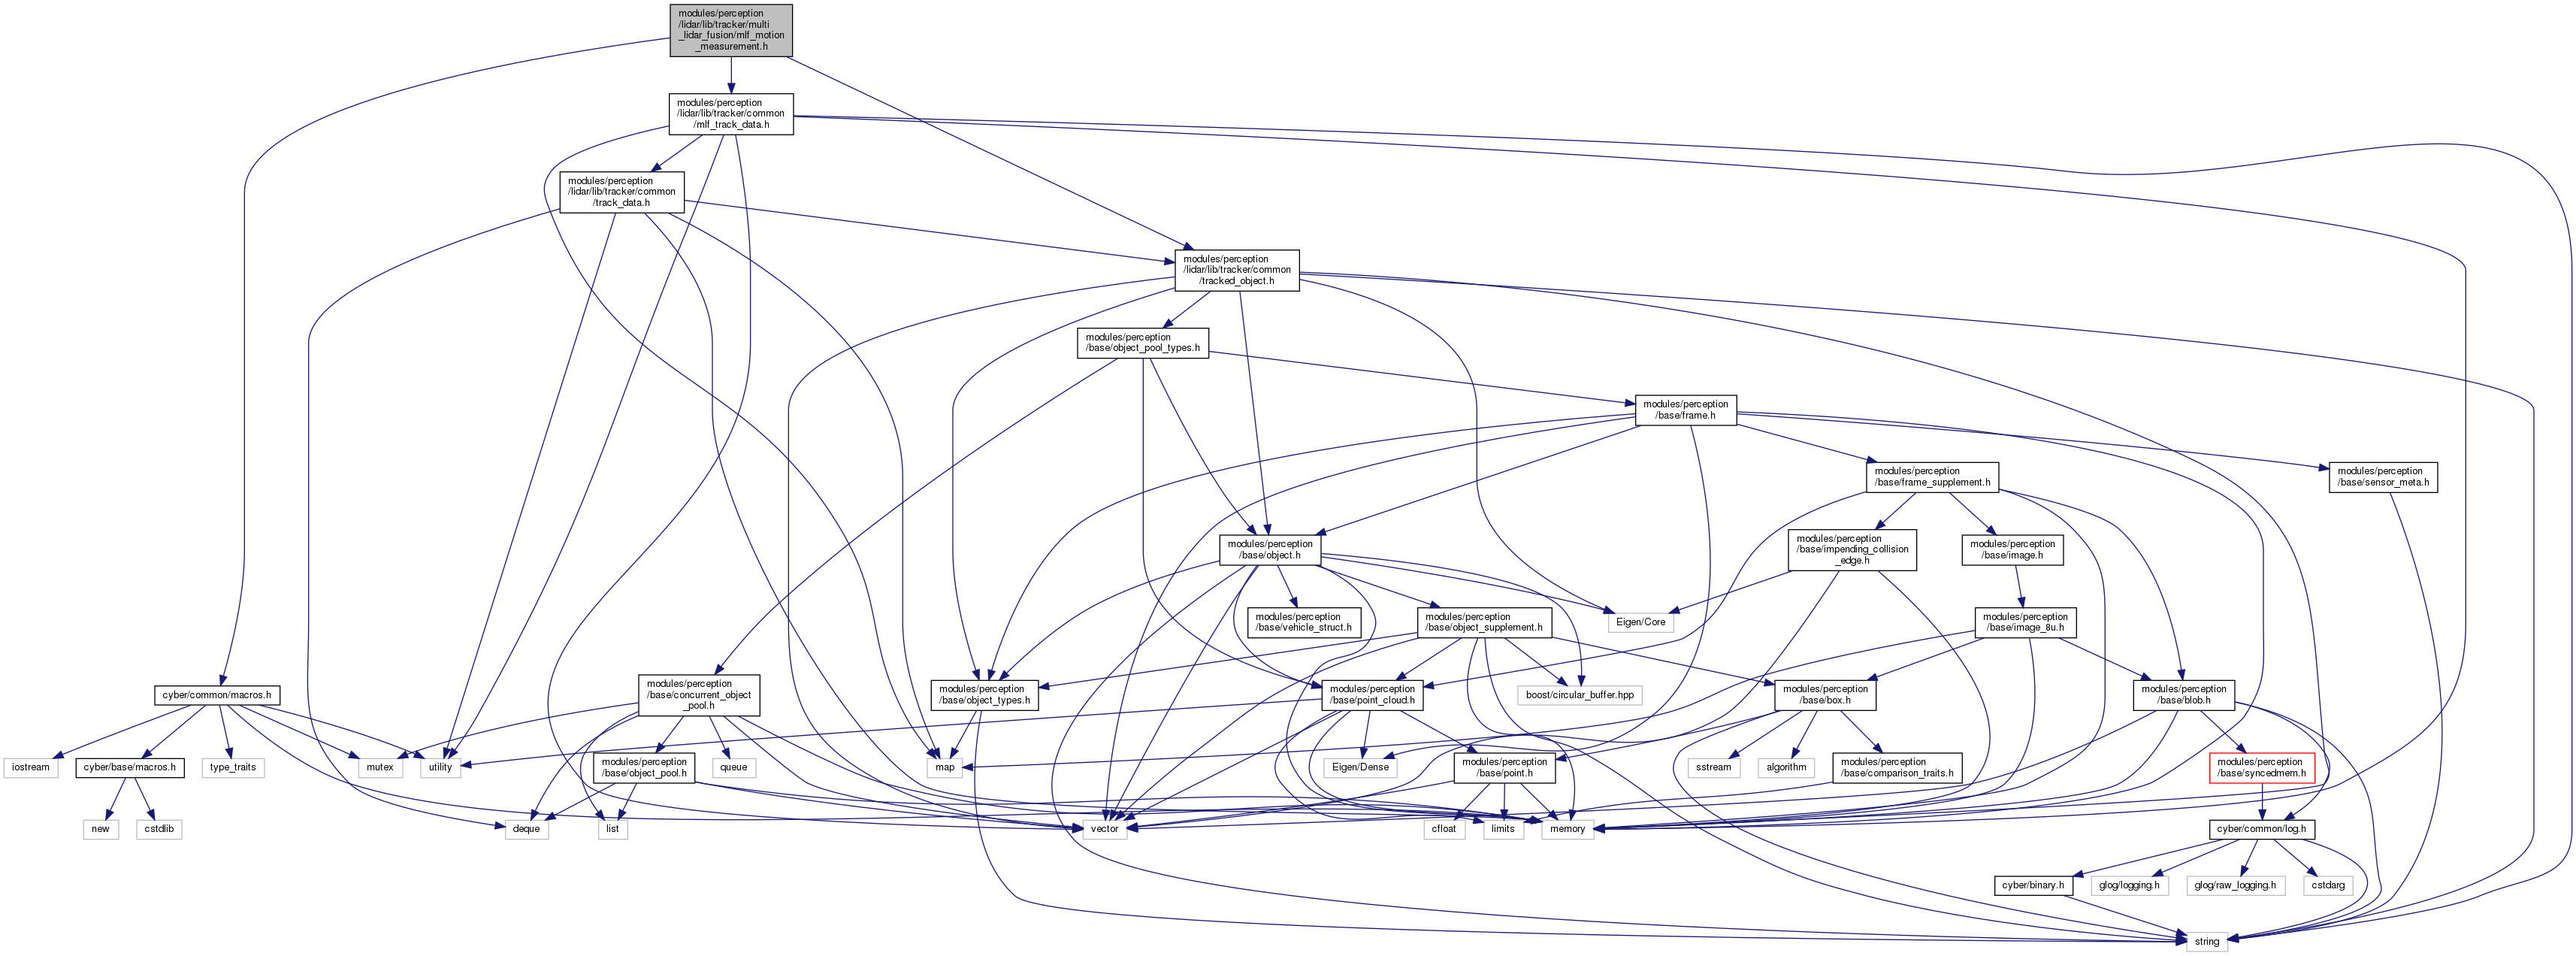 modules/perception
/lidar/lib/tracker/multi
_lidar_fusion/mlf_motion
_measurement.h
modules/perception
/lidar/lib/tracker/common
/mlf_track_data.h
modules/perception
/lidar/lib/tracker/common
/track_data.h
modules/perception
/lidar/lib/tracker/common
/tracked_object.h
modules/perception
/base/object_pool_types.h
modules/perception
/base/frame.h
modules/perception
/base/frame_supplement.h
modules/perception
/base/sensor_meta.h
modules/perception
/base/object.h
modules/perception
/base/impending_collision
_edge.h
modules/perception
/base/image.h
modules/perception
/base/vehicle_struct.h
modules/perception
/base/object_supplement.h
Eigen/Core
modules/perception
/base/image_8u.h
cyber/common/macros.h
modules/perception
/base/concurrent_object
_pool.h
modules/perception
/base/object_types.h
modules/perception
/base/point_cloud.h
boost/circular_buffer.hpp
modules/perception
/base/box.h
modules/perception
/base/blob.h
iostream
cyber/base/macros.h
type_traits
mutex
utility
modules/perception
/base/object_pool.h
queue
map
Eigen/Dense
modules/perception
/base/point.h
sstream
algorithm
modules/perception
/base/comparison_traits.h
modules/perception
/base/syncedmem.h
new
cstdlib
deque
list
vector
cfloat
limits
memory
cyber/common/log.h
cyber/binary.h
glog/logging.h
glog/raw_logging.h
cstdarg
string